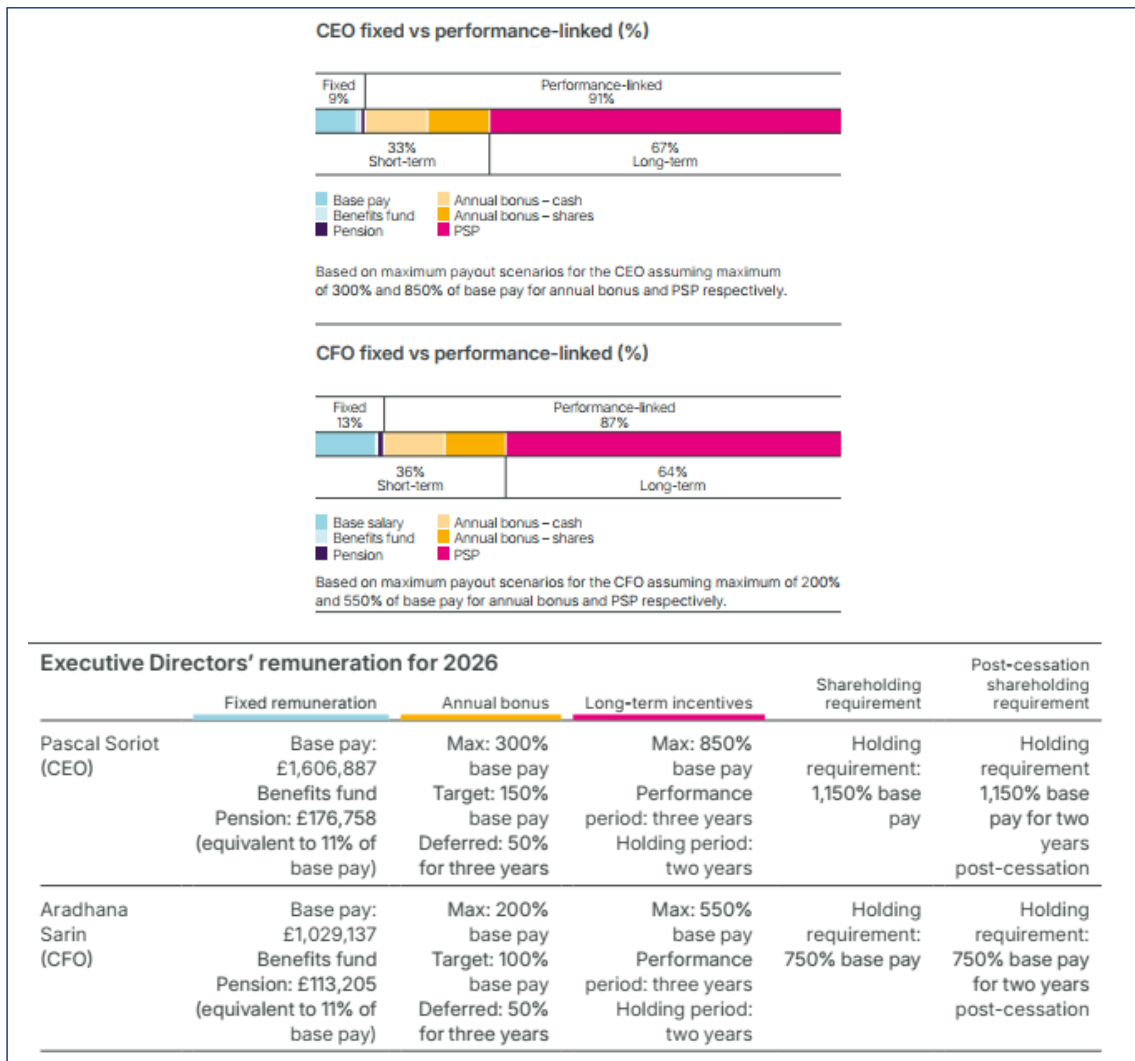 CEO fixed vs performance-linked (%)
Fixed Performance-linked
9% 91%
33% 67%
Short-term Long-term
Base pay Annual bonus – cash
Benefits fund Annual bonus – shares
Pension PSP
Based on maximum payout scenarios for the CEO assuming maximum
of 300% and 850% of base pay for annual bonus and PSP respectively.
CFO fixed vs performance-linked (%)
Fixed Performance-linked
13% 87%
36% 64%
Short-term Long-term
Base salary Annual bonus – cash
Benefits fund Annual bonus – shares
Pension PSP
Based on maximum payout scenarios for the CFO assuming maximum of 200%
and 550% of base pay for annual bonus and PSP respectively.
Executive Directors’ remuneration for 2026
Fixed remuneration
Annual bonus
Long-term incentives
Shareholding
requirement
Post-cessation
shareholding
requirement
Pascal Soriot
(CEO)
Base pay:
£1,606,887
Benefits fund
Pension: £176,758
(equivalent to 11% of
base pay)
Max: 300%
base pay
Target: 150%
base pay
Deferred: 50%
for three years
Max: 850%
base pay
Performance
period: three years
Holding period:
two years
Holding
requirement:
1,150% base
pay
Holding
requirement
1,150% base
pay for two
years
post-cessation
Aradhana
Sarin
(CFO)
Base pay:
£1,029,137
Benefits fund
Pension: £113,205
(equivalent to 11% of
base pay)
Max: 200%
base pay
Target: 100%
base pay
Deferred: 50%
for three years
Max: 550%
base pay
Performance
period: three years
Holding period:
two years
Holding
requirement:
750% base pay
Holding
requirement:
750% base pay
for two years
post-cessation